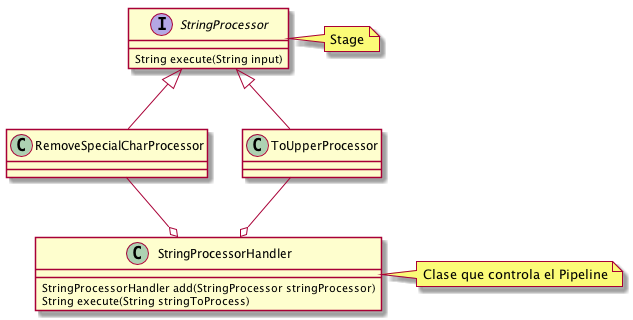 I StringProcessor
Stage
String execute(String input)
C RemoveSpecialCharProcessor
C ToUpperProcessor
C StringProcessorHandler
Clase que controla el Pipeline
StringProcessorHandler add(StringProcessor stringProcessor)
String execute(String stringToProcess)